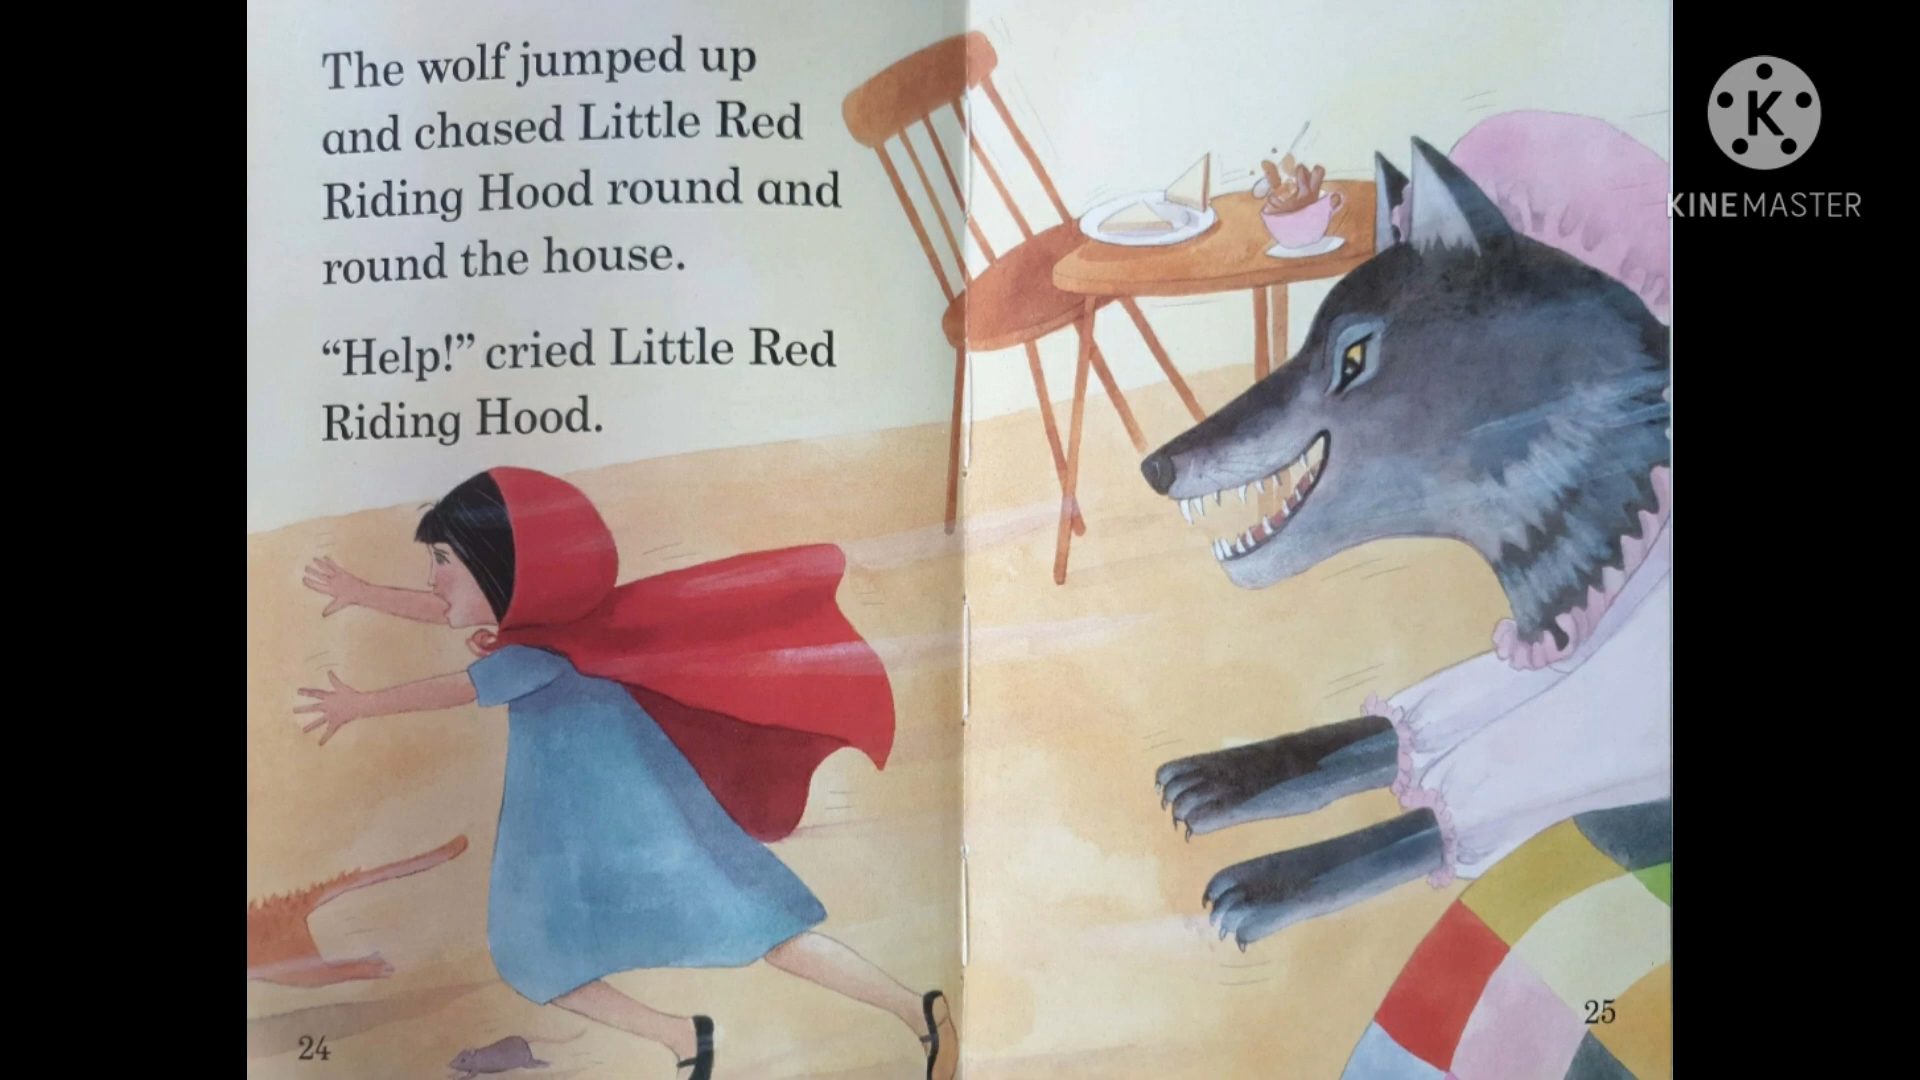 The wolf jumped up
and chased Little Red
Riding Hood round and
round the house.
“Help!” cried Little Red
Riding Hood.
24
25
K
KINEMASTER